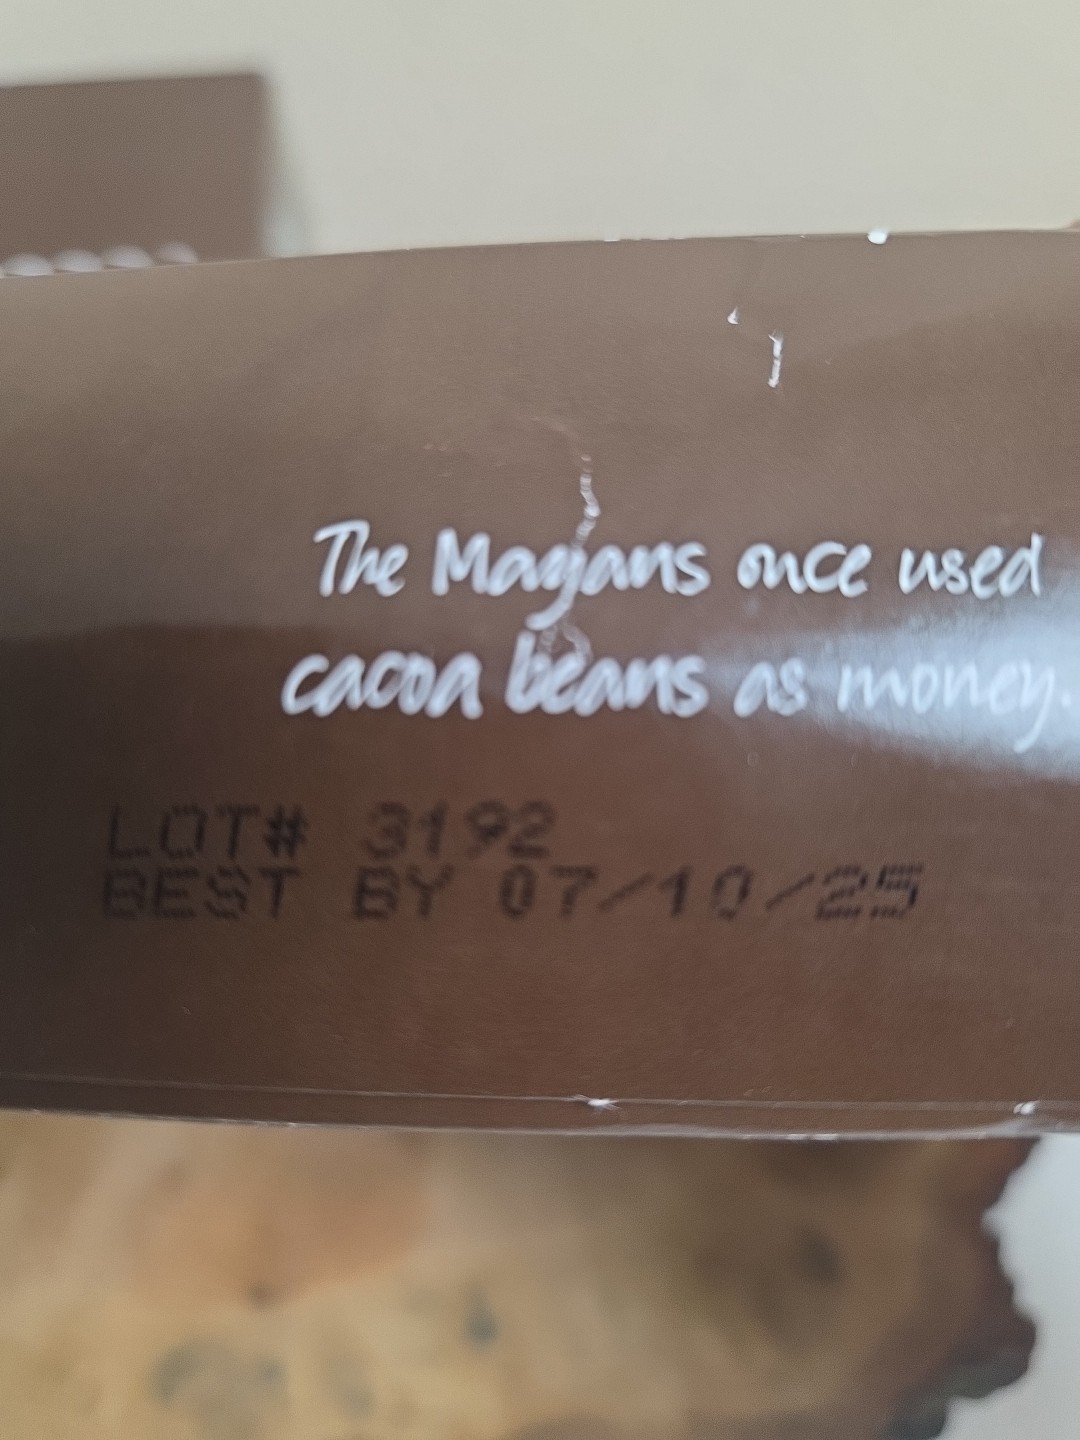 The Mayans once used
cacoa beans as money.
LOT# 3192
BEST BY 07/10/25